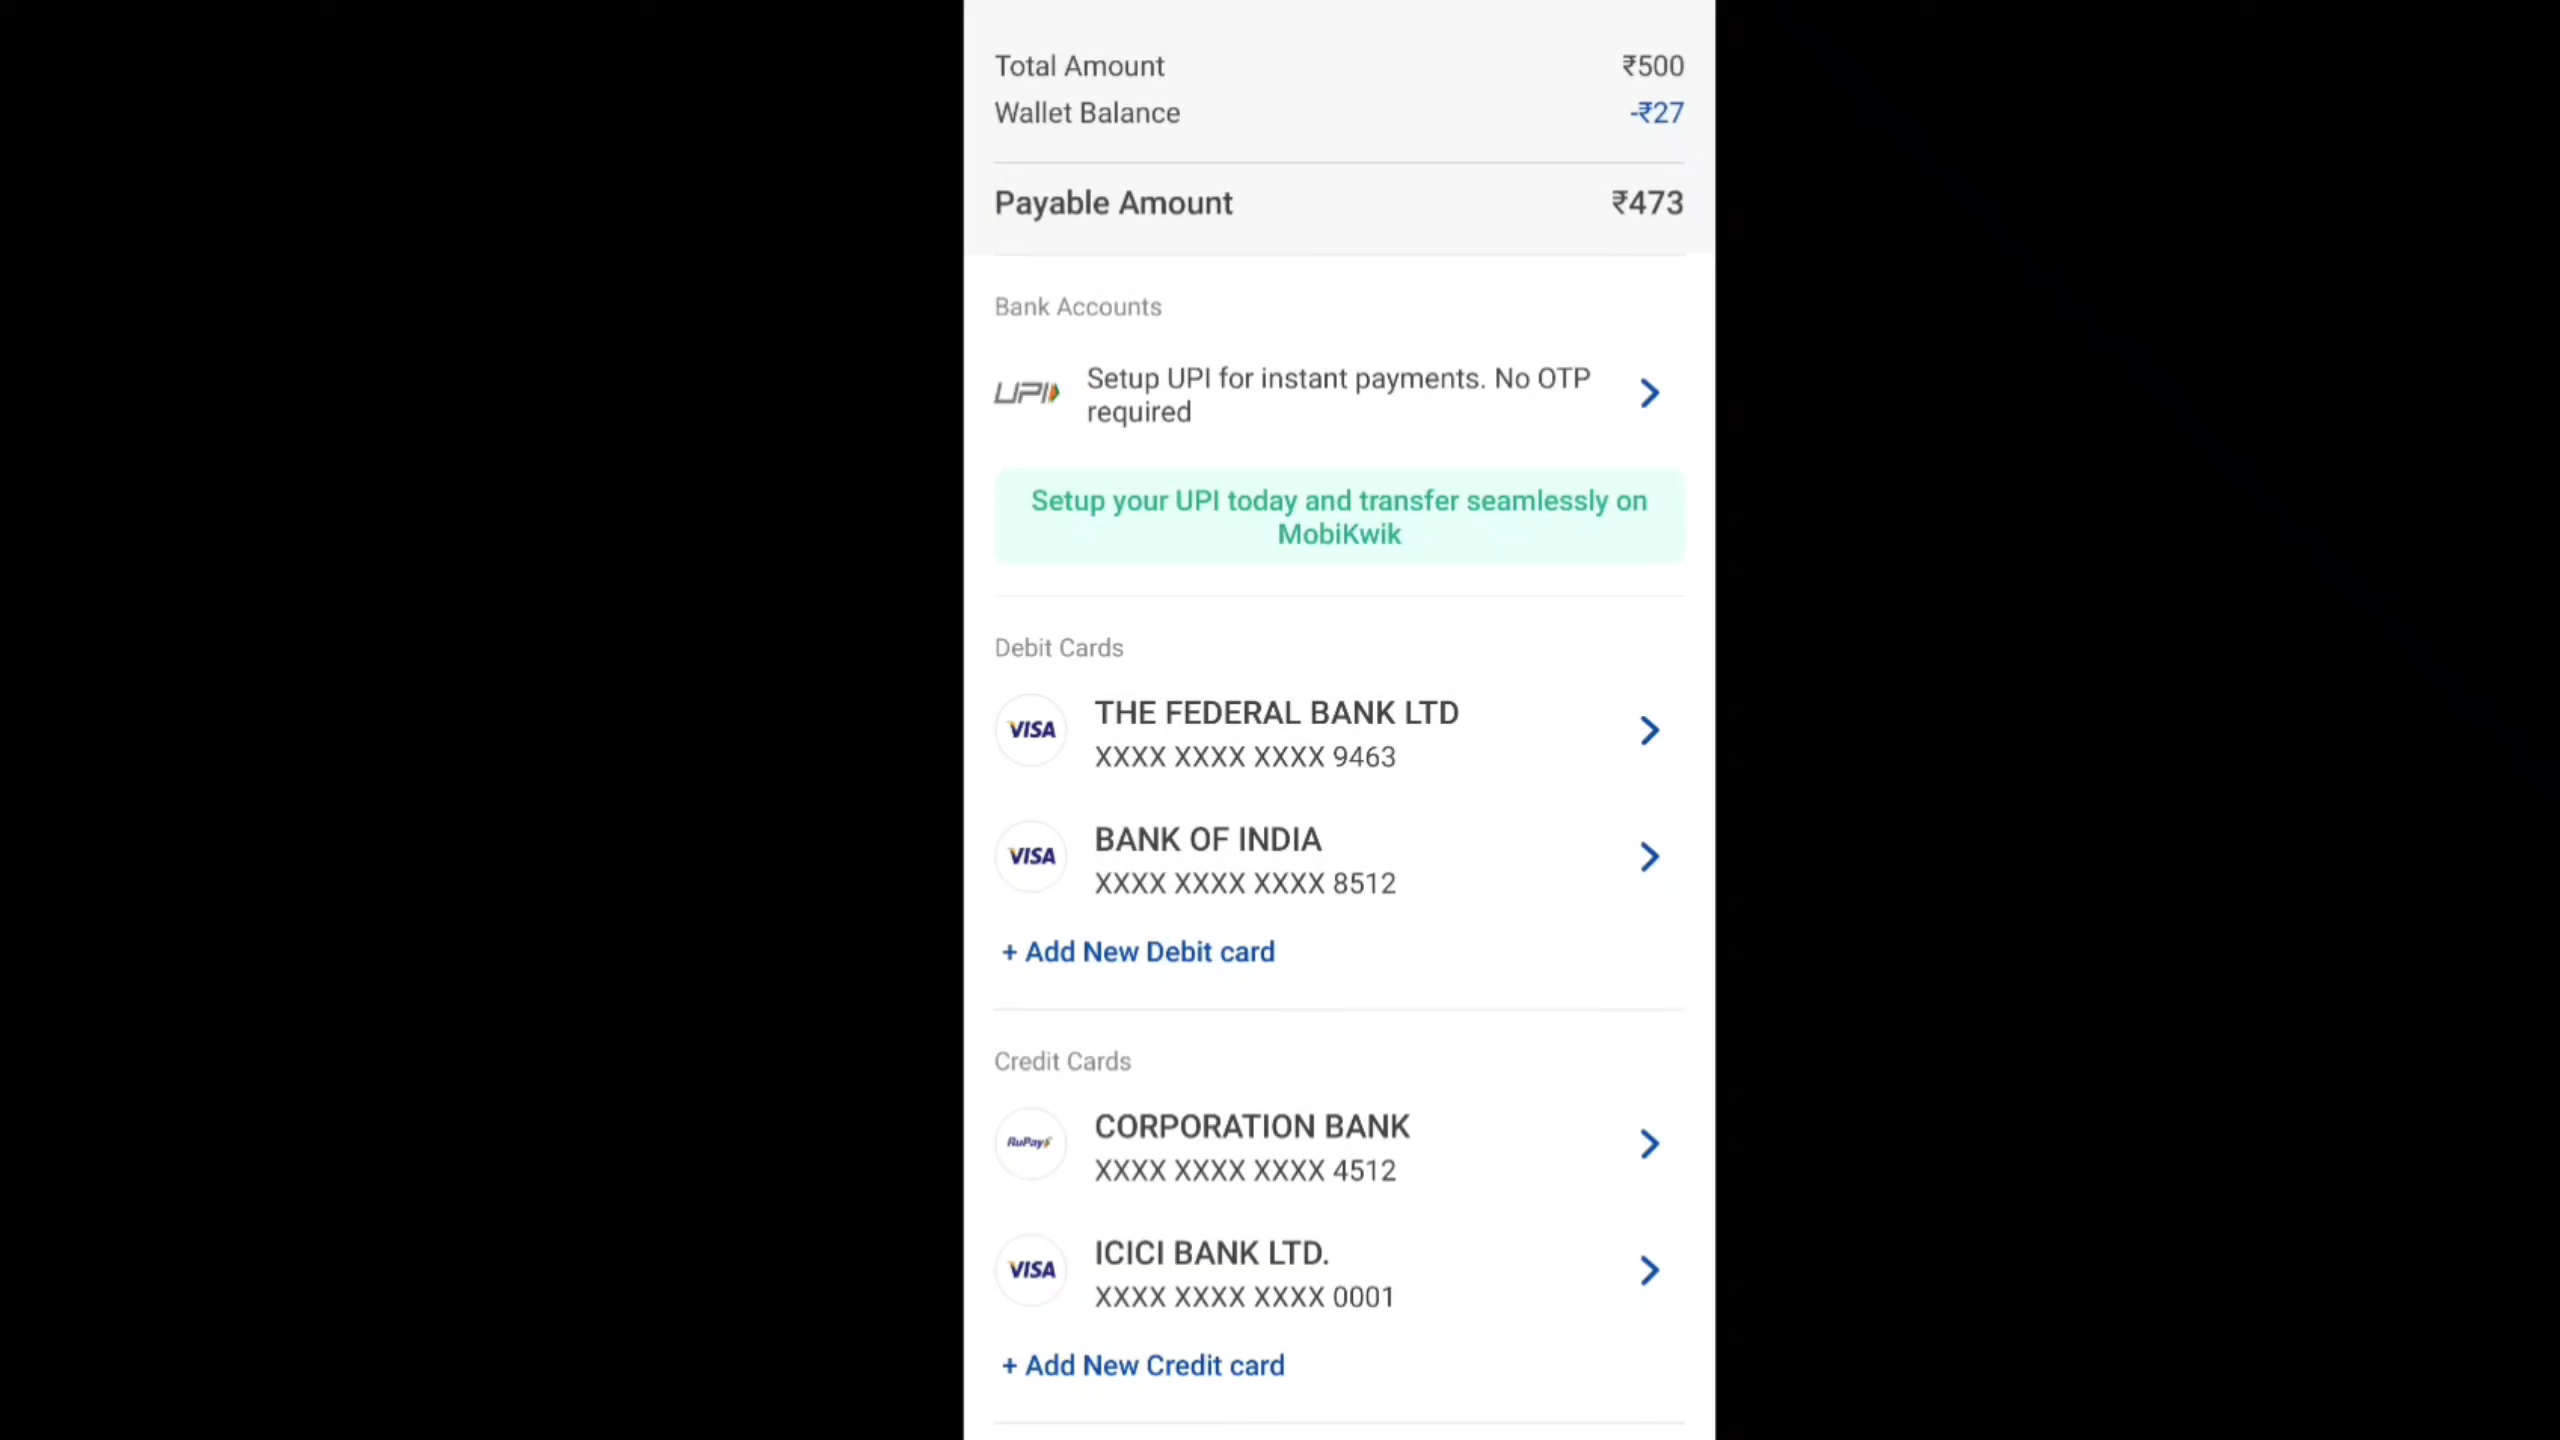 Total Amount ₹500
Wallet Balance -₹27
Payable Amount ₹473
Bank Accounts
UPI
Setup UPI for instant payments. No OTP
required
Setup your UPI today and transfer seamlessly on
MobiKwik
Debit Cards
VISA
THE FEDERAL BANK LTD
XXXX XXXX XXXX 9463
VISA
BANK OF INDIA
XXXX XXXX XXXX 8512
+ Add New Debit card
Credit Cards
RuPay
CORPORATION BANK
XXXX XXXX XXXX 4512
VISA
ICICI BANK LTD.
XXXX XXXX XXXX 0001
+ Add New Credit card